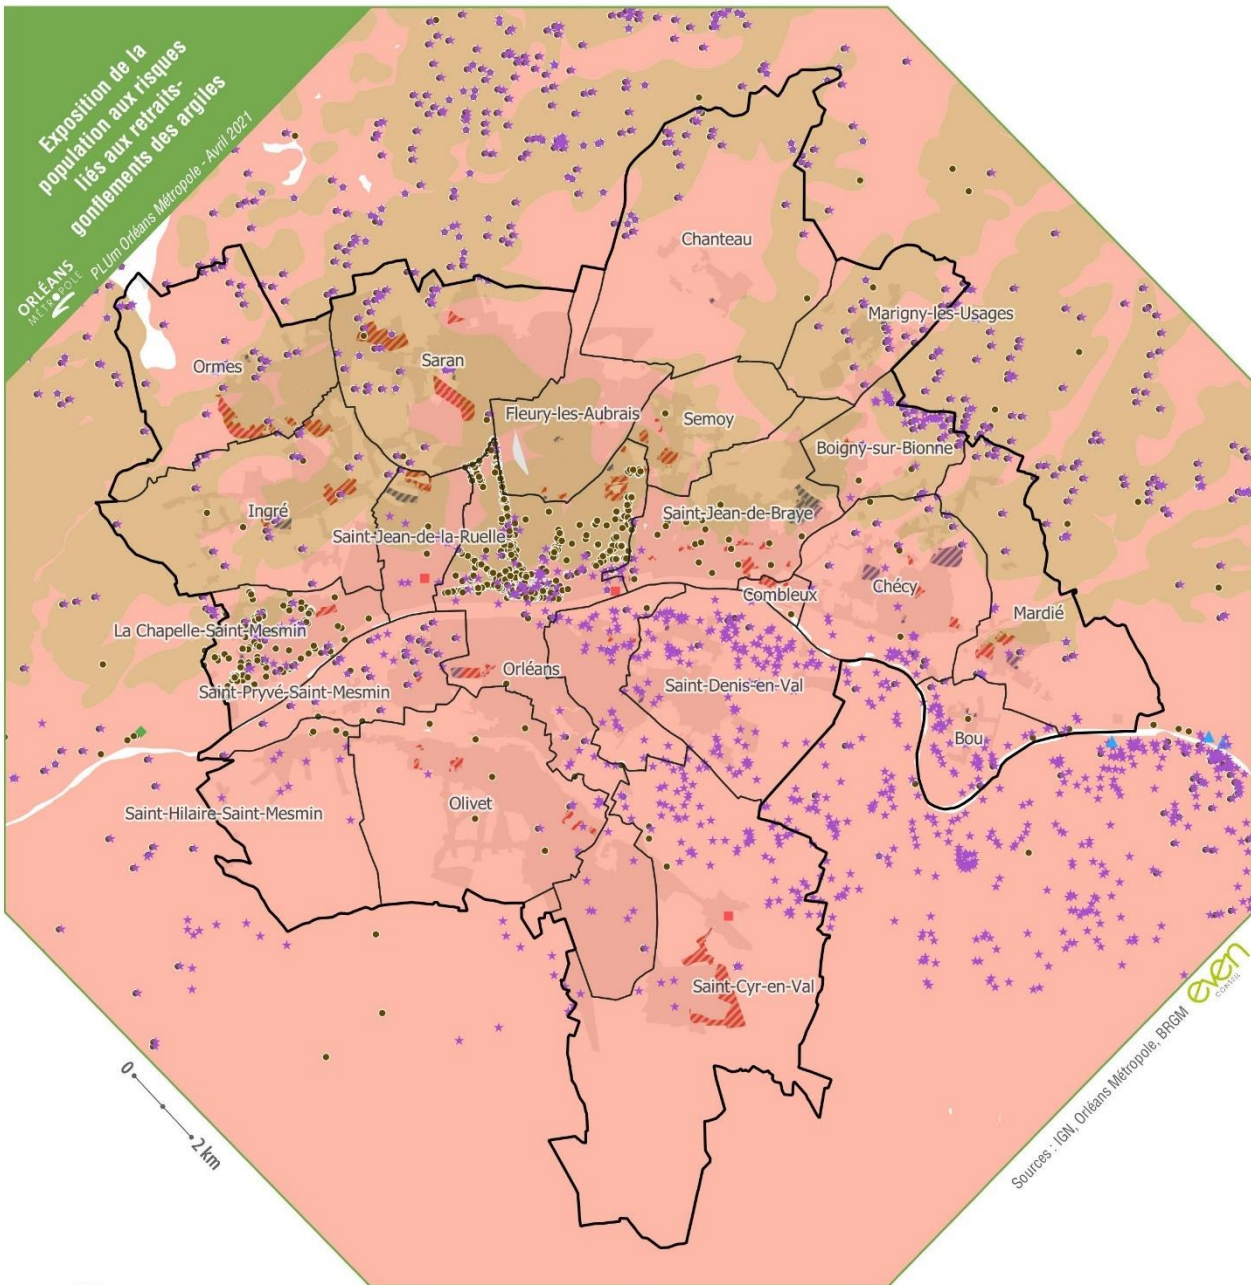 Exposition de la
population aux risques
liés aux retraits-
gonflements des argiles
PLUm Orléans Métropole - Avril 2021
ORLÉANS
MÉTROPOLE
Chanteau
Marigny-les-Usages
Ormes
Saran
Fleury-les-Aubrais
Semoy
Boigny-sur-Bionne
Ingré
Saint-Jean-de-la-Ruelle
Saint-Jean-de-Braye
Combleux
Chécy
Mardié
La Chapelle-Saint-Mesmin
Orléans
Saint-Pryvé-Saint-Mesmin
Saint-Denis-en-Val
Bou
Saint-Hilaire-Saint-Mesmin
Olivet
Saint-Cyr-en-Val
0
2 km
Sources : IGN, Orléans Métropole, BRGM
even
CONSEIL